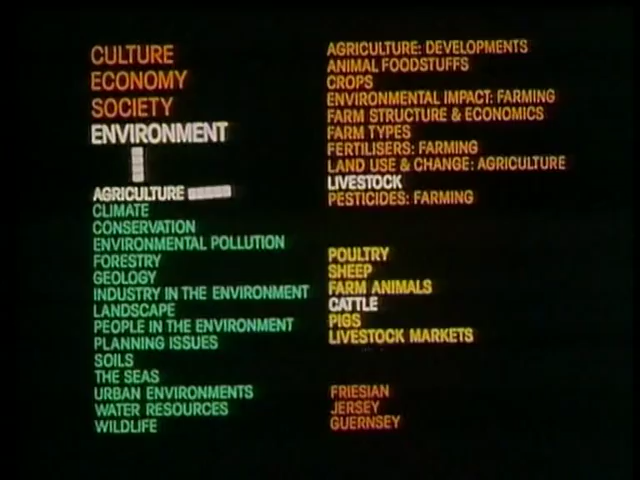 CULTURE
ECONOMY
SOCIETY
ENVIRONMENT
AGRICULTURE
CLIMATE
CONSERVATION
ENVIRONMENTAL POLLUTION
FORESTRY
GEOLOGY
INDUSTRY IN THE ENVIRONMENT
LANDSCAPE
PEOPLE IN THE ENVIRONMENT
PLANNING ISSUES
SOILS
THE SEAS
URBAN ENVIRONMENTS
WATER RESOURCES
WILDLIFE
AGRICULTURE: DEVELOPMENTS
ANIMAL FOODSTUFFS
CROPS
ENVIRONMENTAL IMPACT: FARMING
FARM STRUCTURE & ECONOMICS
FARM TYPES
FERTILISERS: FARMING
LAND USE & CHANGE: AGRICULTURE
LIVESTOCK
PESTICIDES: FARMING
POULTRY
SHEEP
FARM ANIMALS
CATTLE
PIGS
LIVESTOCK MARKETS
FRIESIAN
JERSEY
GUERNSEY